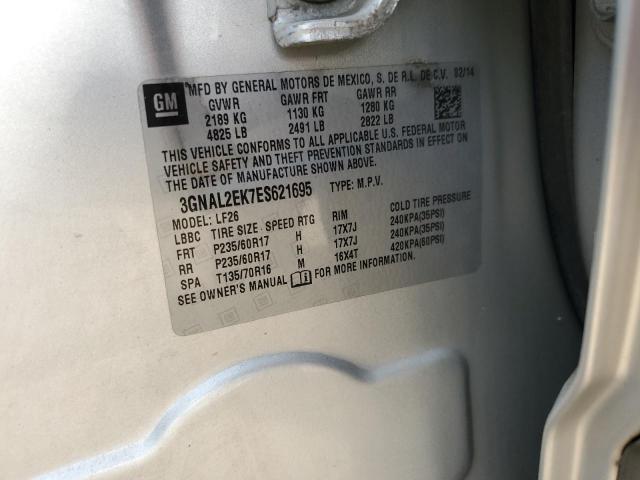 MFD BY GENERAL MOTORS DE MEXICO, S. DE R.L. DE C.V. 02/14
GM
GVWR GAWR FRT GAWR RR
2189 KG 1130 KG 1280 KG
4825 LB 2491 LB 2822 LB
THIS VEHICLE CONFORMS TO ALL APPLICABLE U.S. FEDERAL MOTOR
VEHICLE SAFETY AND THEFT PREVENTION STANDARDS IN EFFECT ON
THE DATE OF MANUFACTURE SHOWN ABOVE.
3GNAL2EK7ES621695 TYPE: M.P.V.
MODEL: LF26
LBBC TIRE SIZE SPEED RTG RIM COLD TIRE PRESSURE
FRT P235/60R17 H 17X7J 240KPA(35PSI)
RR P235/60R17 H 17X7J 240KPA(35PSI)
SPA T135/70R16 M 16X4T 420KPA(60PSI)
SEE OWNER'S MANUAL FOR MORE INFORMATION.